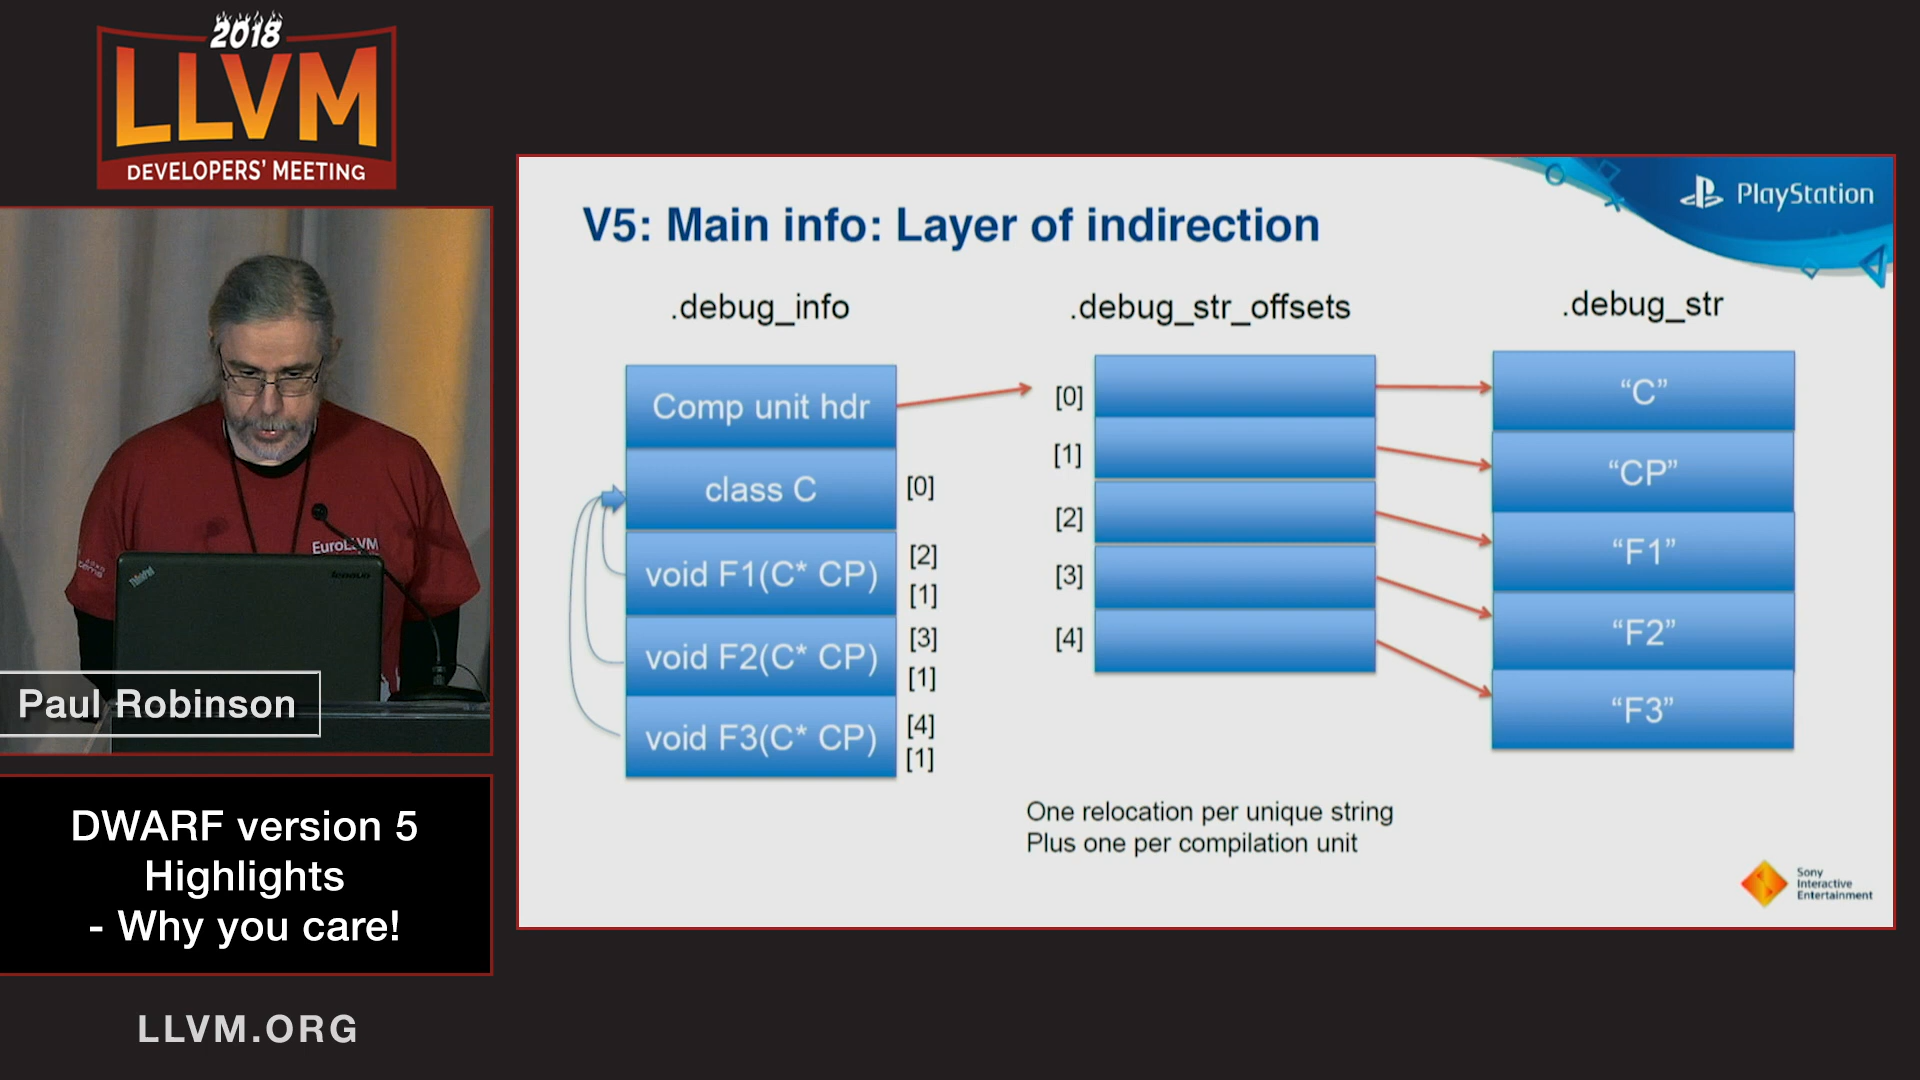 2018
LLVM
DEVELOPERS' MEETING
EuroLLVM
ThinkPad
lenovo
Paul Robinson
DWARF version 5
Highlights
- Why you care!
LLVM.ORG
PlayStation
V5: Main info: Layer of indirection
.debug_info
Comp unit hdr
class C
[0]
void F1(C* CP)
[2]
[1]
void F2(C* CP)
[3]
[1]
void F3(C* CP)
[4]
[1]
.debug_str_offsets
[0]
[1]
[2]
[3]
[4]
.debug_str
“C”
“CP”
“F1”
“F2”
“F3”
One relocation per unique string
Plus one per compilation unit
Sony
Interactive
Entertainment